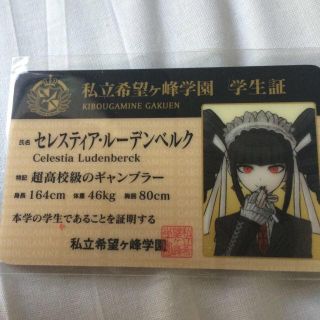 私立希望ヶ峰学園 学生証
KIBOUGAMINE GAKUEN
氏名 セレスティア・ルーデンベルク
Celestia Ludenberck
特記 超高校級のギャンブラー
身長 164cm 体重 46kg 胸囲 80cm
本学の学生であることを証明する
私立希望ヶ峰学園